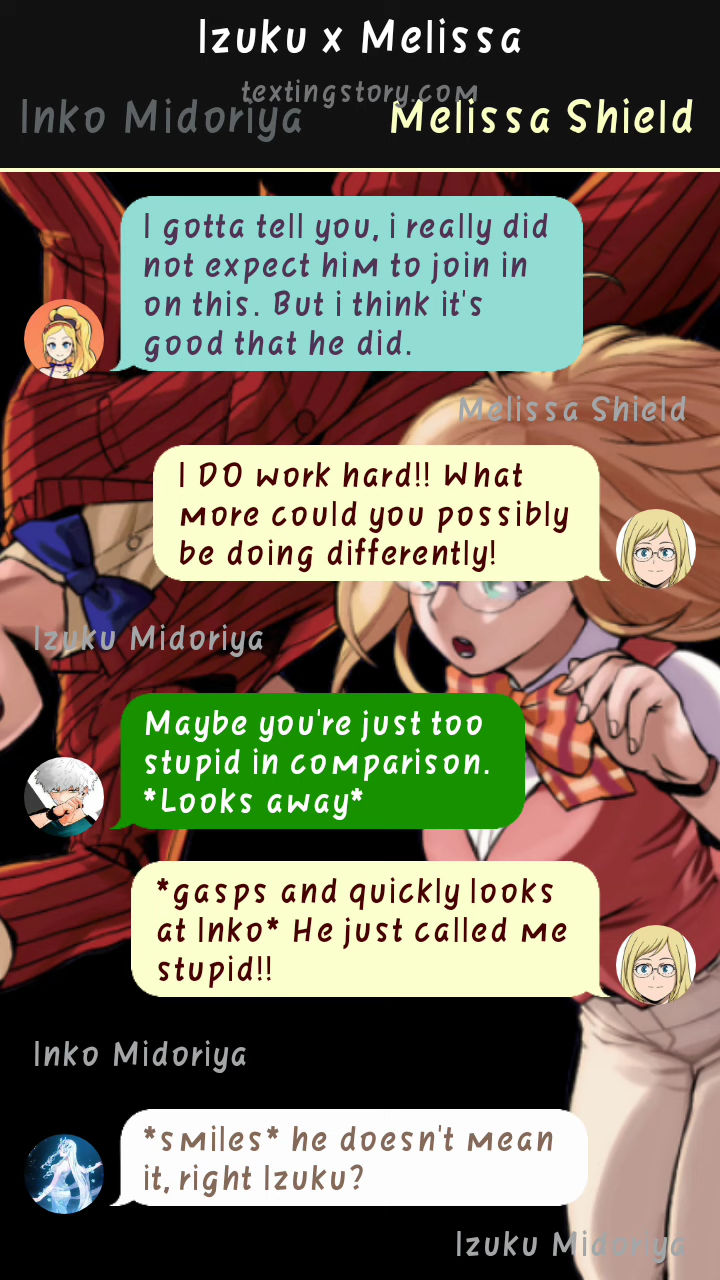 Izuku x Melissa
textingstory.com
Inko Midoriya Melissa Shield
I gotta tell you, i really did
not expect him to join in
on this. But i think it's
good that he did.
Melissa Shield
I DO work hard!! What
more could you possibly
be doing differently!
Izuku Midoriya
Maybe you're just too
stupid in comparison.
*Looks away*
*gasps and quickly looks
at Inko* He just called me
stupid!!
Inko Midoriya
*smiles* he doesn't mean
it, right Izuku?
Izuku Midoriya